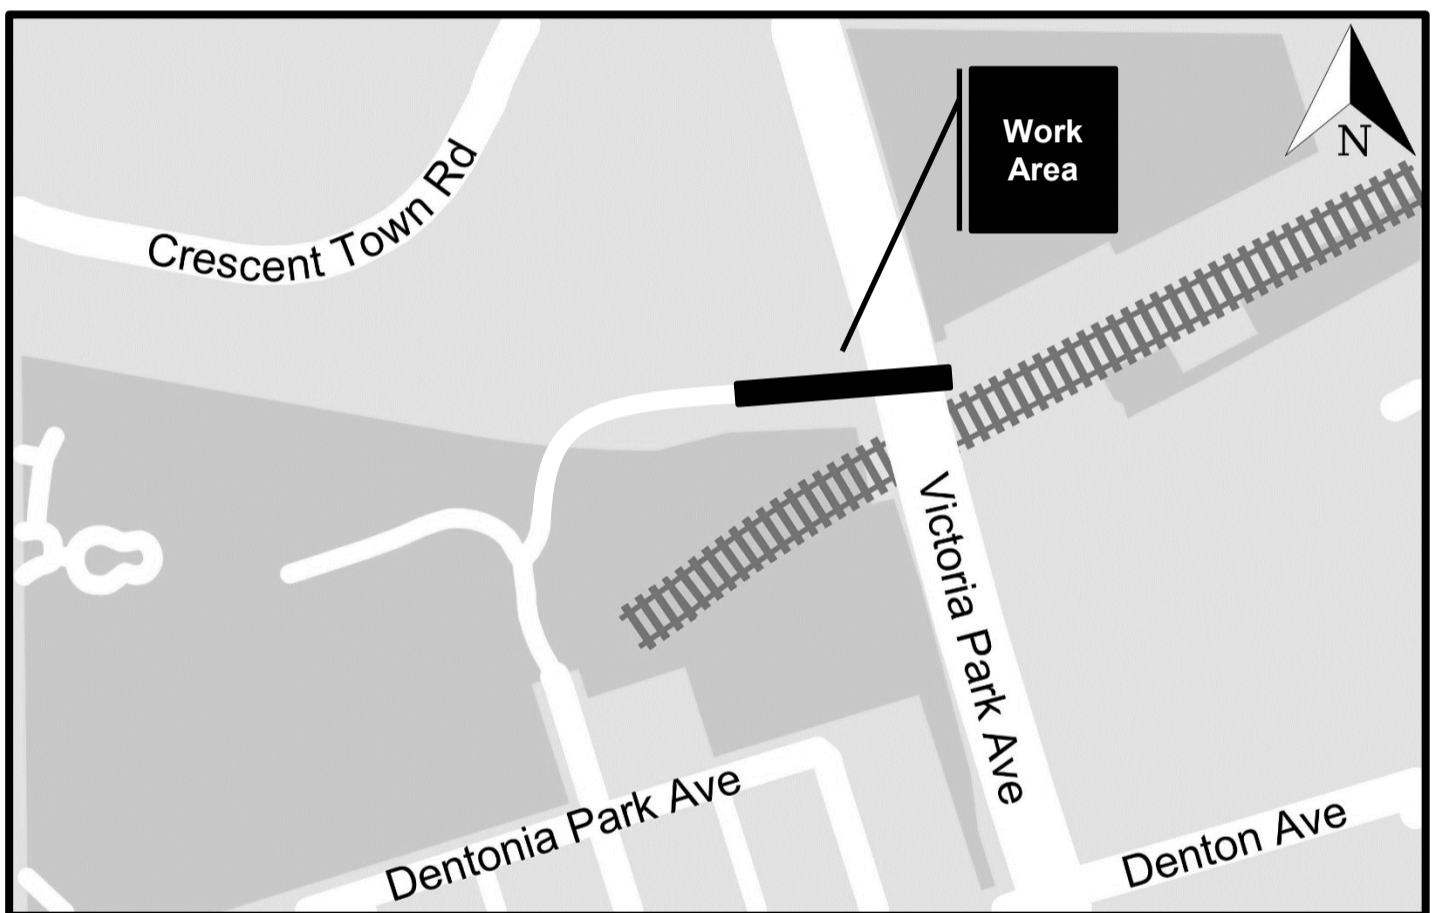 Work
Area
N
Crescent Town Rd
Victoria Park Ave
Dentonia Park Ave
Denton Ave